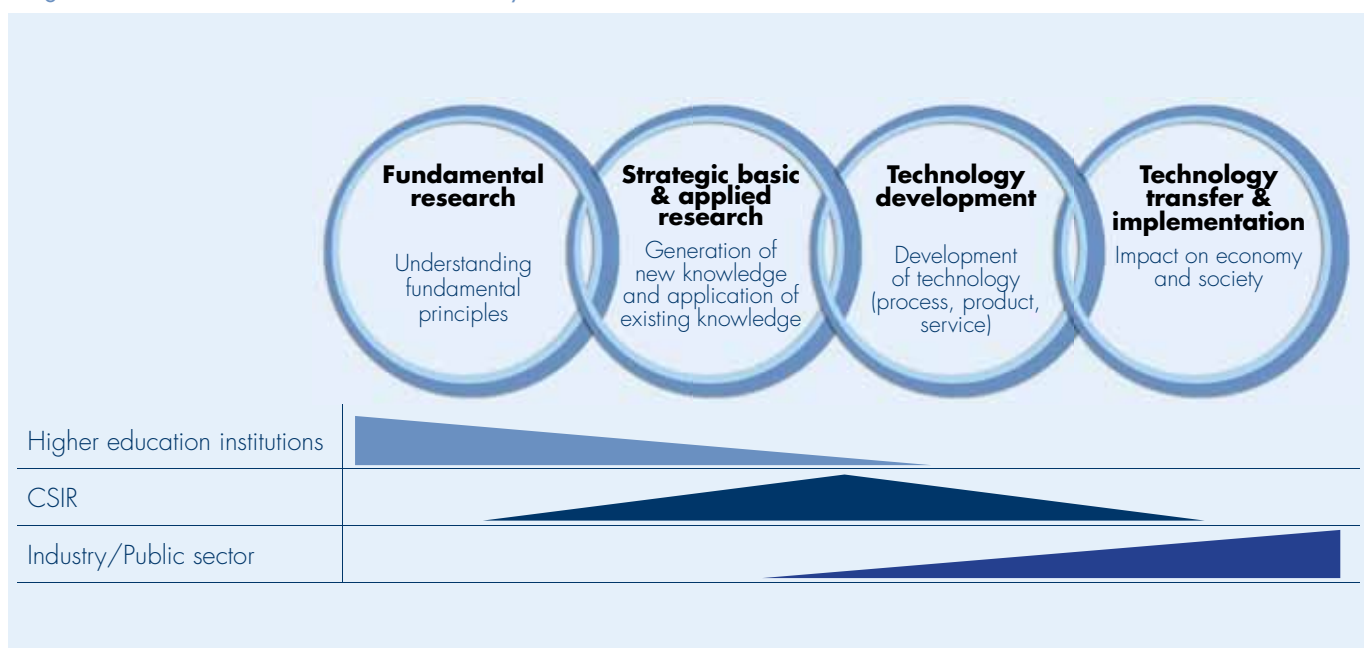 Fundamental
research
Understanding
fundamental
principles
Strategic basic
& applied
research
Generation of
new knowledge
and application of
existing knowledge
Technology
development
Development
of technology
(process, product,
service)
Technology
transfer &
implementation
Impact on economy
and society
Higher education institutions
CSIR
Industry/Public sector